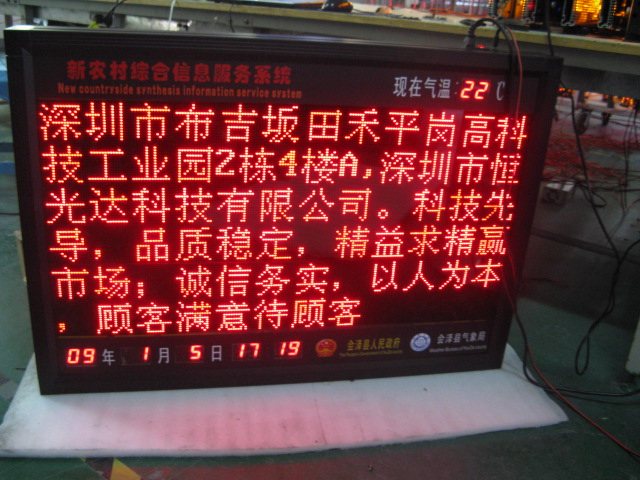 新农村综合信息服务系统
New countryside synthesis information service system
现在气温:22C
深圳市布吉坂田禾平岗高科
技工业园2栋4楼A,深圳市恒
光达科技有限公司。科技先
导，品质稳定，精益求精赢
市场；诚信务实，以人为本
，顾客满意待顾客
09年 1月 5日 17 19
会泽县人民政府
会泽县气象局